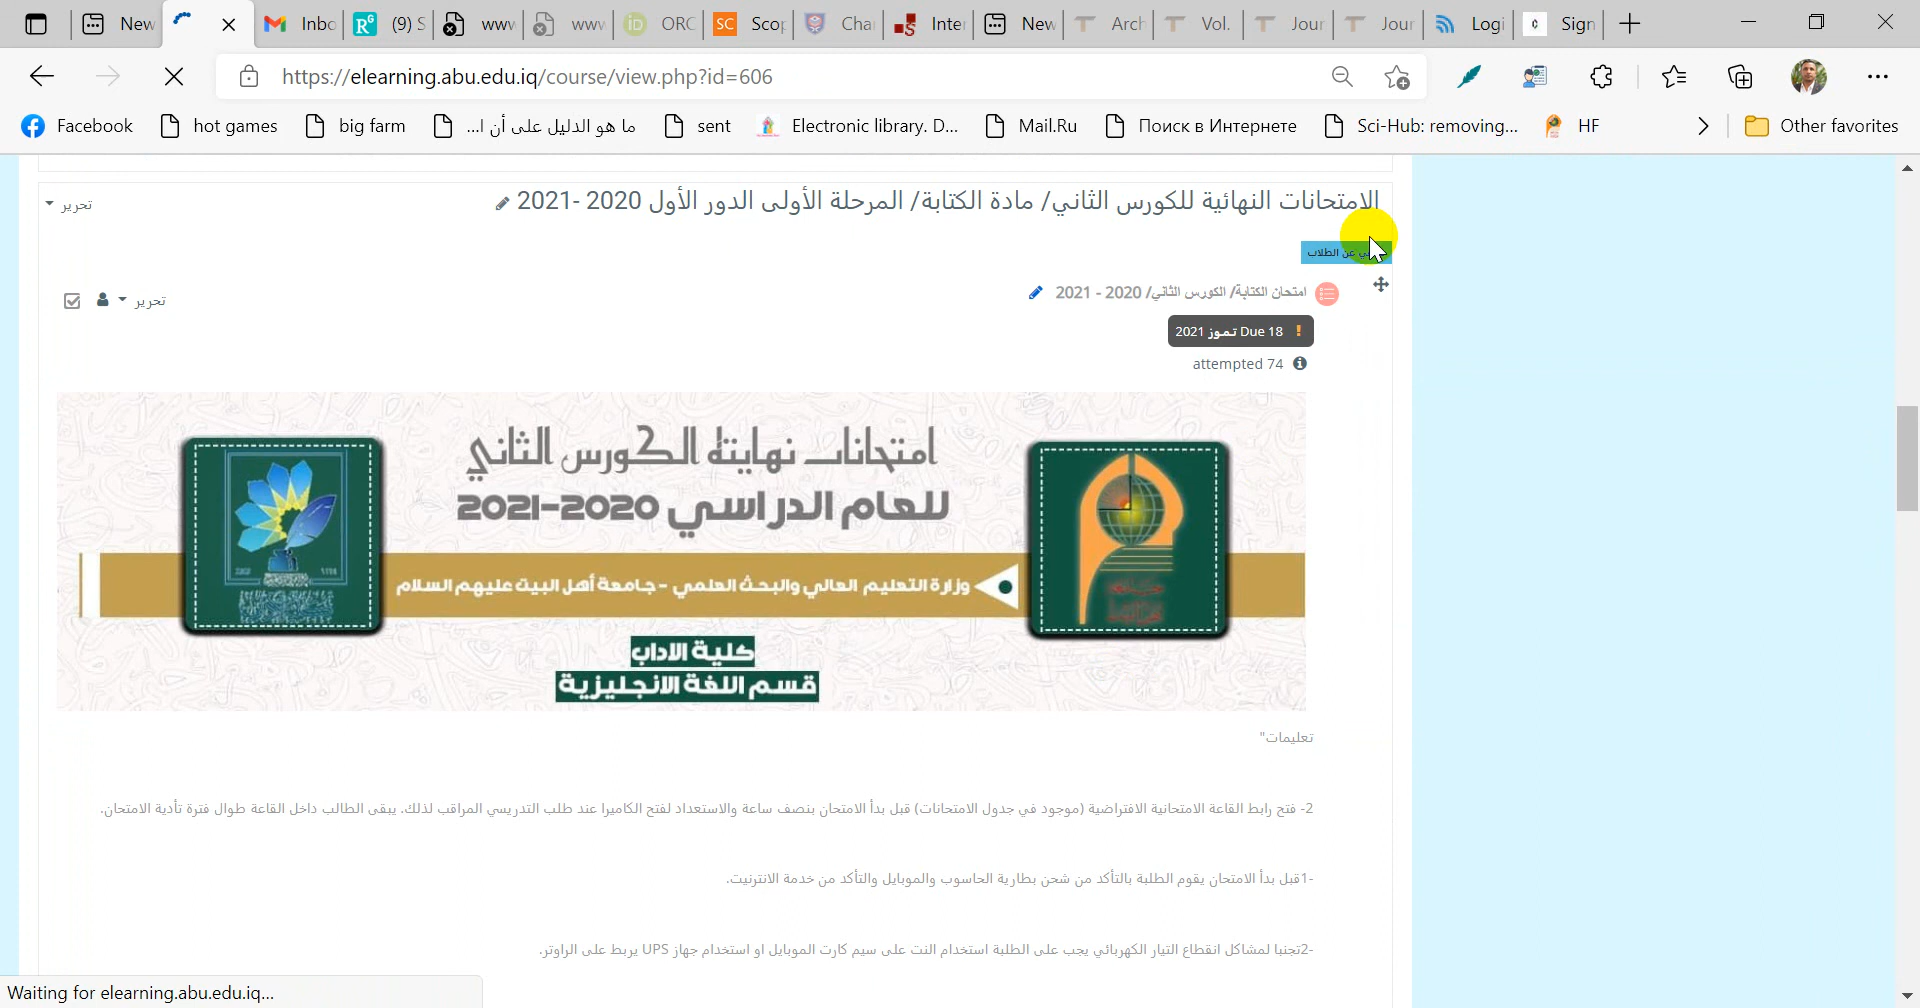 New
Inbo
(9) S
www
www
ORC
SC
Scop
Char
Inter
New
Arch
Vol.
Jour
Jour
Logi
Sign
https://elearning.abu.edu.iq/course/view.php?id=606
Facebook
hot games
big farm
ما هو الدليل على أن ا...
sent
Electronic library. D...
Mail.Ru
Поиск в Интернете
Sci-Hub: removing...
HF
Other favorites
الامتحانات النهائية للكورس الثاني/ مادة الكتابة/ المرحلة الأولى الدور الأول 2020 -2021
تحرير
عن الطلاب
امتحان الكتابة/ الكورس الثاني/ 2020 - 2021
تحرير
Due 18 تموز 2021
attempted 74
امتحانات نهاية الكورس الثاني
للعام الدراسي 2020-2021
وزارة التعليم العالي والبحث العلمي - جامعة أهل البيت عليهم السلام
كلية الاداب
قسم اللغة الانجليزية
تعليمات"
2- فتح رابط القاعة الامتحانية الافتراضية (موجود في جدول الامتحانات) قبل بدأ الامتحان بنصف ساعة والاستعداد لفتح الكاميرا عند طلب التدريسي المراقب لذلك. يبقى الطالب داخل القاعة طوال فترة تأدية الامتحان.
-1قبل بدأ الامتحان يقوم الطلبة بالتأكد من شحن بطارية الحاسوب والموبايل والتأكد من خدمة الانترنيت.
-2تجنبا لمشاكل انقطاع التيار الكهربائي يجب على الطلبة استخدام النت على سيم كارت الموبايل او استخدام جهاز UPS يربط على الراوتر.
Waiting for elearning.abu.edu.iq...